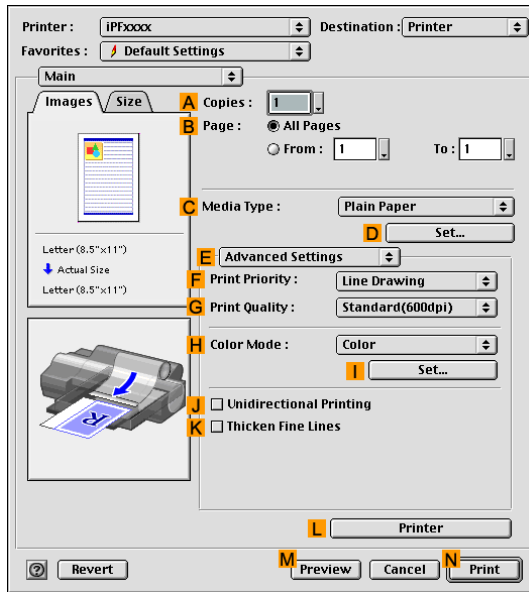 Printer : iPFxxxx Destination : Printer
Favorites : Default Settings
Main
Images Size
A Copies : 1
B Page : All Pages
From : 1 To : 1
C Media Type : Plain Paper
D Set...
Letter (8.5"x11")
Actual Size
Letter (8.5"x11")
E Advanced Settings
F Print Priority : Line Drawing
G Print Quality : Standard(600dpi)
H Color Mode : Color
I Set...
R
J Unidirectional Printing
K Thicken Fine Lines
L Printer
? Revert M Preview Cancel N Print